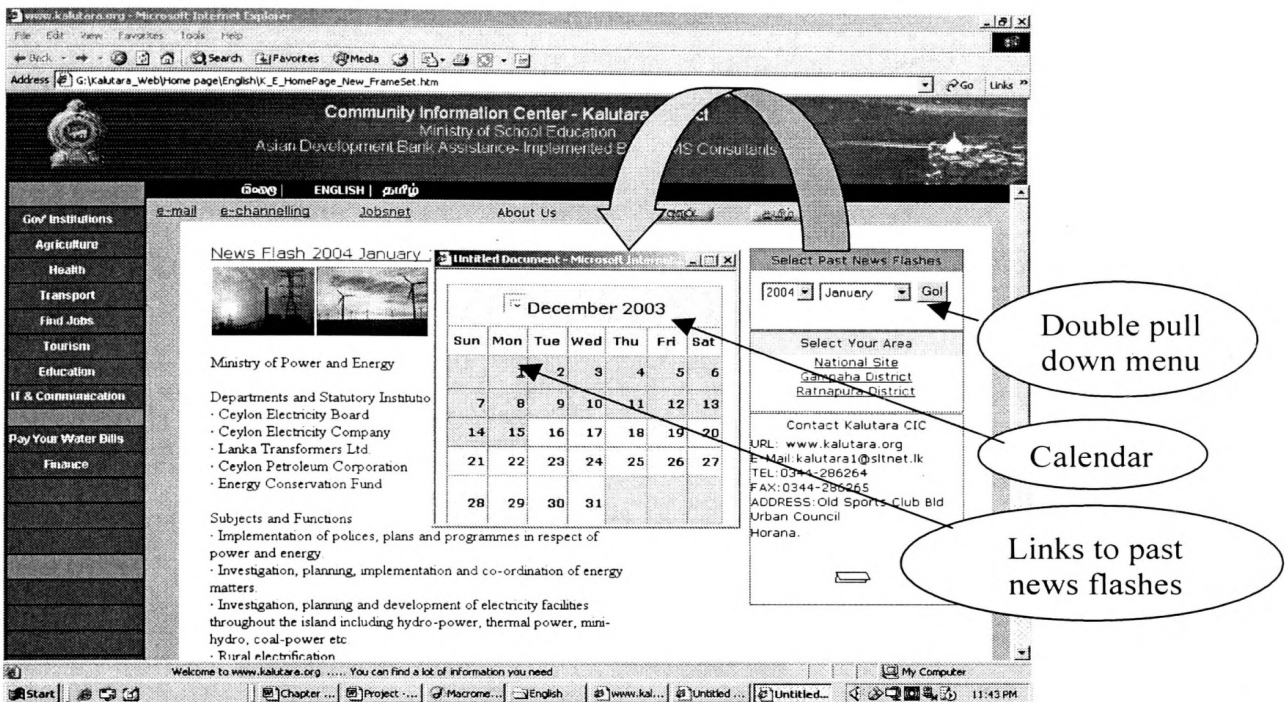 www.kalutara.org - Microsoft Internet Explorer
File Edit View Favorites Tools Help
Back Search Favorites Media
Address G:\Kalutara_Web\Home page\English\K_E_HomePage_New_FrameSet.htm Go Links
Community Information Center - Kalutara
Ministry of School Education
Asian Development Bank Assistance- Implemented Consultants
සිංහල | ENGLISH | தமிழ்
e-mail e-channelling Jobsnet About Us
Gov' Institutions
Agriculture
Health
Transport
Find Jobs
Tourism
Education
IT & Communication
Pay Your Water Bills
Finance
News Flash 2004 January
Ministry of Power and Energy
Departments and Statutory Institutio
· Ceylon Electricity Board
· Ceylon Electricity Company
· Lanka Transformers Ltd.
· Ceylon Petroleum Corporation
· Energy Conservation Fund
Subjects and Functions
· Implementation of polices, plans and programmes in respect of
power and energy.
· Investigation, planning, implementation and co-ordination of energy
matters.
· Investigation, planning and development of electricity facilities
throughout the island including hydro-power, thermal power, mini-
hydro, coal-power etc
· Rural electrification
Untitled Document - Microsoft Internet
December 2003
Sun Mon Tue Wed Thu Fri Sat
1 2 3 4 5 6
7 8 9 10 11 12 13
14 15 16 17 18 19 20
21 22 23 24 25 26 27
28 29 30 31
Select Past News Flashes
2004 January Go!
Select Your Area
National Site
Gampaha District
Ratnapura District
Contact Kalutara CIC
URL: www.kalutara.org
E-Mail:kalutara1@sltnet.lk
TEL:0344-286264
FAX:0344-286265
ADDRESS:Old Sports Club Bld
Urban Council
Horana.
Double pull
down menu
Calendar
Links to past
news flashes
Welcome to www.kalutara.org ..... You can find a lot of information you need My Computer
Start Chapter ... Project -... Macrome... English www.kal... Untitled ... Untitled... 11:43 PM